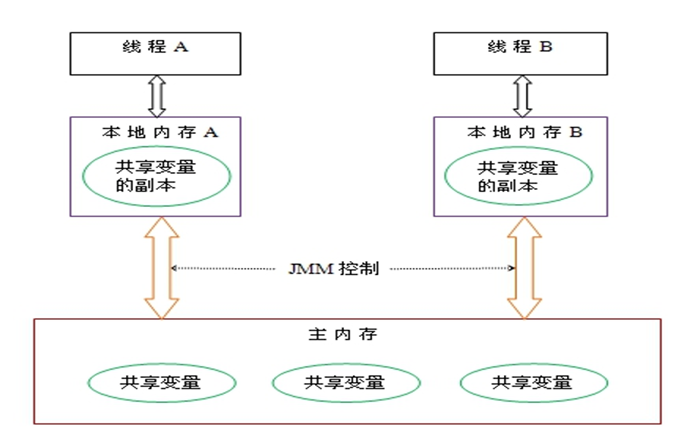 线程 A
线程 B
本地内存 A
共享变量
的副本
本地内存 B
共享变量
的副本
JMM 控制
主内存
共享变量
共享变量
共享变量